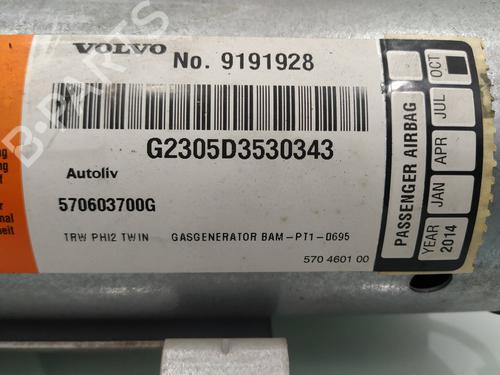 VOLVO No. 9191928
G2305D3530343
Autoliv
570603700G
TRW PHI2 TWIN GASGENERATOR BAM-PT1-0695
570 4601 00
PASSENGER AIRBAG
YEAR JAN APR JUL OCT
2014
B-PARTS